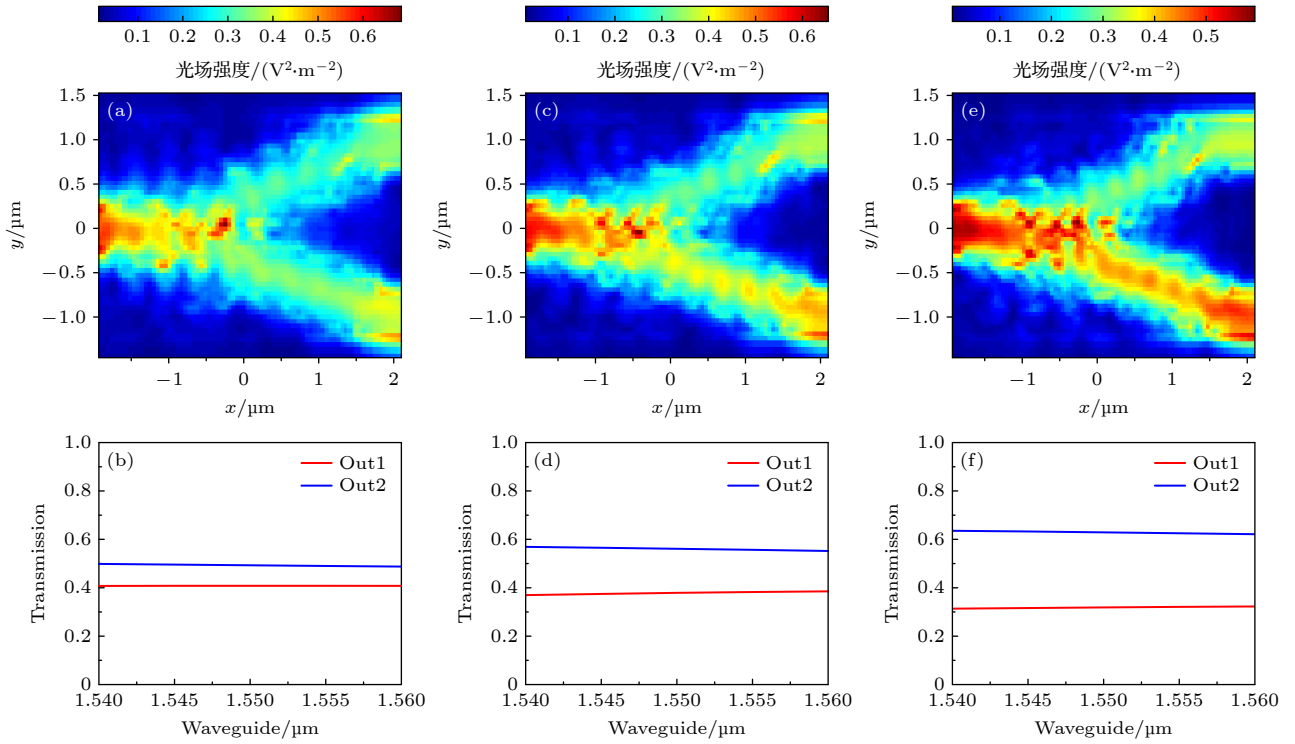 0.1 0.2 0.3 0.4 0.5 0.6
光场强度/(V²·m⁻²)
(a)
1.5
1.0
0.5
0
−0.5
−1.0
y/µm
−1 0 1 2
x/µm
0.1 0.2 0.3 0.4 0.5 0.6
光场强度/(V²·m⁻²)
(c)
1.5
1.0
0.5
0
−0.5
−1.0
y/µm
−1 0 1 2
x/µm
0.1 0.2 0.3 0.4 0.5
光场强度/(V²·m⁻²)
(e)
1.5
1.0
0.5
0
−0.5
−1.0
y/µm
−1 0 1 2
x/µm
(b)
Out1
Out2
1.0
0.8
0.6
0.4
0.2
0
Transmission
1.540 1.545 1.550 1.555 1.560
Waveguide/µm
(d)
Out1
Out2
1.0
0.8
0.6
0.4
0.2
0
Transmission
1.540 1.545 1.550 1.555 1.560
Waveguide/µm
(f)
Out1
Out2
1.0
0.8
0.6
0.4
0.2
0
Transmission
1.540 1.545 1.550 1.555 1.560
Waveguide/µm